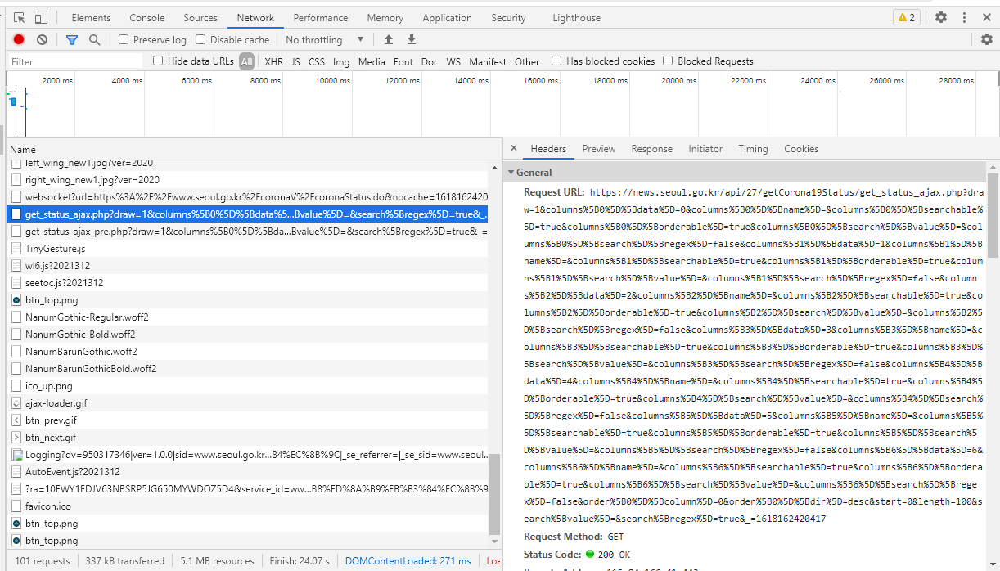 Elements Console Sources Network Performance Memory Application Security Lighthouse 2
Preserve log Disable cache No throttling
Filter Hide data URLs All XHR JS CSS Img Media Font Doc WS Manifest Other Has blocked cookies Blocked Requests
2000 ms 4000 ms 6000 ms 8000 ms 10000 ms 12000 ms 14000 ms 16000 ms 18000 ms 20000 ms 22000 ms 24000 ms 26000 ms 28000 ms
Name
left_wing_new1.jpg?ver=2020
right_wing_new1.jpg?ver=2020
websocket?url=https%3A%2F%2Fwww.seoul.go.kr%2FcoronaV%2FcoronaStatus.do&nocache=1618162420
get_status_ajax.php?draw=1&columns%5B0%5D%5Bdata%5...Bvalue%5D=&search%5Bregex%5D=true&_...
get_status_ajax_pre.php?draw=1&columns%5B0%5D%5Bda...Bvalue%5D=&search%5Bregex%5D=true&_=
TinyGesture.js
wl6.js?2021312
seetoc.js?2021312
btn_top.png
NanumGothic-Regular.woff2
NanumGothic-Bold.woff2
NanumBarunGothic.woff2
NanumBarunGothicBold.woff2
ico_up.png
ajax-loader.gif
btn_prev.gif
btn_next.gif
Logging?dv=950317346|ver=1.0.0|sid=www.seoul.go.kr...84%EC%8B%9C|_se_referrer=|_se_sid=www.seoul...
AutoEvent.js?2021312
?ra=10FWY1EDJV63NBSRP5JG650MYWDOZ5D4&service_id=ww...B8%ED%8A%B9%EB%B3%84%EC%8B%9
favicon.ico
btn_top.png
btn_top.png
101 requests 337 kB transferred 5.1 MB resources Finish: 24.07 s DOMContentLoaded: 271 ms Loa
Headers Preview Response Initiator Timing Cookies
General
Request URL: https://news.seoul.go.kr/api/27/getCorona19Status/get_status_ajax.php?dra
w=1&columns%5B0%5D%5Bdata%5D=0&columns%5B0%5D%5Bname%5D=&columns%5B0%5D%5Bsearchable
%5D=true&columns%5B0%5D%5Borderable%5D=true&columns%5B0%5D%5Bsearch%5D%5Bvalue%5D=&col
umns%5B0%5D%5Bsearch%5D%5Bregex%5D=false&columns%5B1%5D%5Bdata%5D=1&columns%5B1%5D%5B
name%5D=&columns%5B1%5D%5Bsearchable%5D=true&columns%5B1%5D%5Borderable%5D=true&column
s%5B1%5D%5Bsearch%5D%5Bvalue%5D=&columns%5B1%5D%5Bsearch%5D%5Bregex%5D=false&column
s%5B2%5D%5Bdata%5D=2&columns%5B2%5D%5Bname%5D=&columns%5B2%5D%5Bsearchable%5D=true&co
lumns%5B2%5D%5Borderable%5D=true&columns%5B2%5D%5Bsearch%5D%5Bvalue%5D=&columns%5B2%5
D%5Bsearch%5D%5Bregex%5D=false&columns%5B3%5D%5Bdata%5D=3&columns%5B3%5D%5Bname%5D=&c
olumns%5B3%5D%5Bsearchable%5D=true&columns%5B3%5D%5Borderable%5D=true&columns%5B3%5D%
5Bsearch%5D%5Bvalue%5D=&columns%5B3%5D%5Bsearch%5D%5Bregex%5D=false&columns%5B4%5D%5B
data%5D=4&columns%5B4%5D%5Bname%5D=&columns%5B4%5D%5Bsearchable%5D=true&columns%5B4%5
D%5Borderable%5D=true&columns%5B4%5D%5Bsearch%5D%5Bvalue%5D=&columns%5B4%5D%5Bsearch%
5D%5Bregex%5D=false&columns%5B5%5D%5Bdata%5D=5&columns%5B5%5D%5Bname%5D=&columns%5B5%
5D%5Bsearchable%5D=true&columns%5B5%5D%5Borderable%5D=true&columns%5B5%5D%5Bsearch%5
D%5Bvalue%5D=&columns%5B5%5D%5Bsearch%5D%5Bregex%5D=false&columns%5B6%5D%5Bdata%5D=6&
columns%5B6%5D%5Bname%5D=&columns%5B6%5D%5Bsearchable%5D=true&columns%5B6%5D%5Bordera
ble%5D=true&columns%5B6%5D%5Bsearch%5D%5Bvalue%5D=&columns%5B6%5D%5Bsearch%5D%5Brege
x%5D=false&order%5B0%5D%5Bcolumn%5D=0&order%5B0%5D%5Bdir%5D=desc&start=0&length=100&s
earch%5Bvalue%5D=&search%5Bregex%5D=true&_=1618162420417
Request Method: GET
Status Code: 200 OK